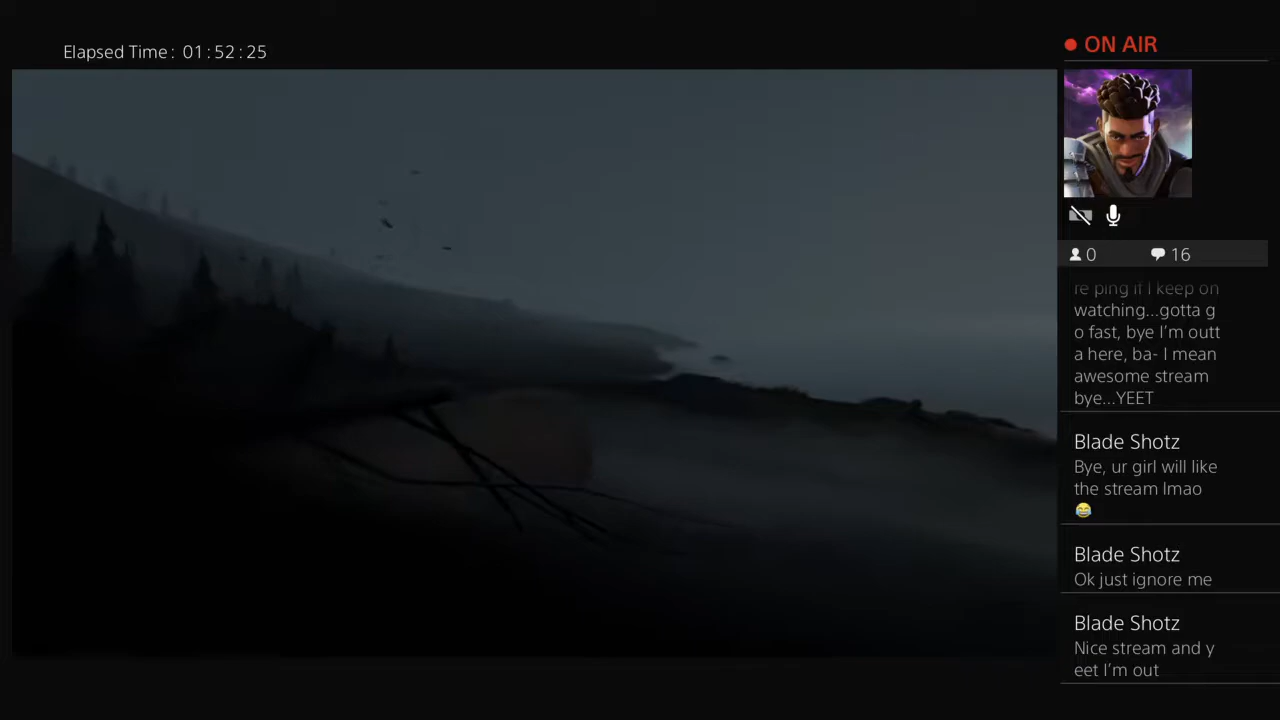 Elapsed Time: 01:52:25
ON AIR
0
16
re ping if I keep on
watching...gotta g
o fast, bye I'm outt
a here, ba- I mean
awesome stream
bye...YEET
Blade Shotz
Bye, ur girl will like
the stream lmao
😂
Blade Shotz
Ok just ignore me
Blade Shotz
Nice stream and y
eet I'm out